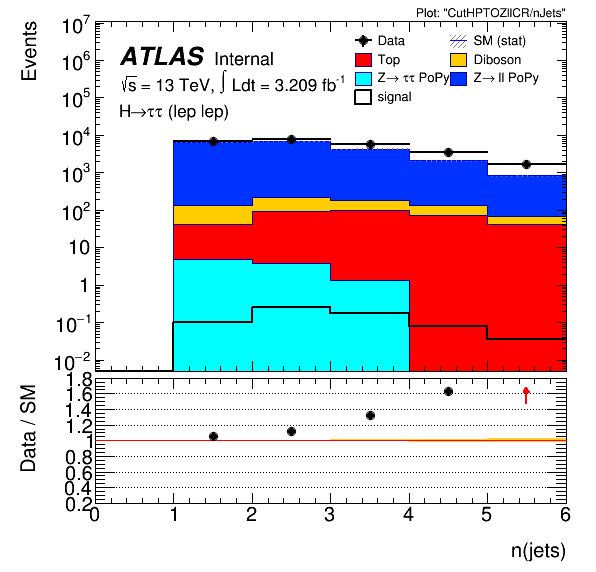 Plot: "CutHPTOZllCR/nJets"
Events
10⁷
10⁶
10⁵
10⁴
10³
10²
10
1
10⁻¹
10⁻²
ATLAS Internal
√s = 13 TeV, ∫ Ldt = 3.209 fb⁻¹
H→ττ (lep lep)
Data
SM (stat)
Top
Diboson
Z→ ττ PoPy
Z→ ll PoPy
signal
Data / SM
1.8
1.6
1.4
1.2
1
0.8
0.6
0.4
0.2
0 1 2 3 4 5 6
n(jets)